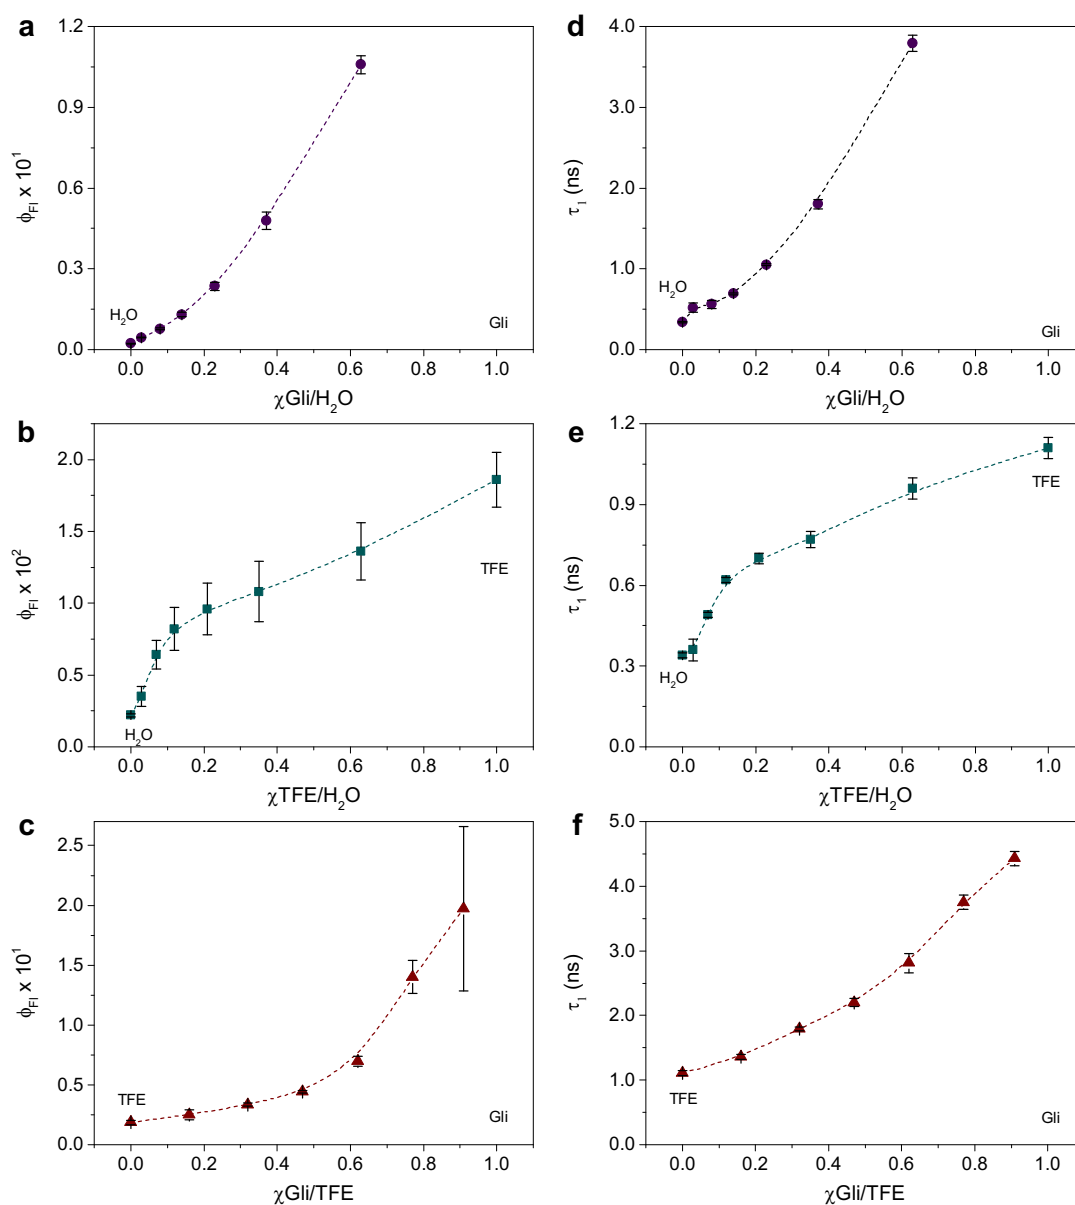 a
1.2
0.9
0.6
0.3
0.0
ϕFl x 10¹
H₂O
Gli
0.0 0.2 0.4 0.6 0.8 1.0
χGli/H₂O
d
4.0
3.0
2.0
1.0
0.0
τ₁ (ns)
H₂O
Gli
0.0 0.2 0.4 0.6 0.8 1.0
χGli/H₂O
b
2.0
1.5
1.0
0.5
0.0
ϕFl x 10²
H₂O
TFE
0.0 0.2 0.4 0.6 0.8 1.0
χTFE/H₂O
e
1.2
0.9
0.6
0.3
0.0
τ₁ (ns)
H₂O
TFE
0.0 0.2 0.4 0.6 0.8 1.0
χTFE/H₂O
c
2.5
2.0
1.5
1.0
0.5
0.0
ϕFl x 10¹
TFE
Gli
0.0 0.2 0.4 0.6 0.8 1.0
χGli/TFE
f
5.0
4.0
3.0
2.0
1.0
0.0
τ₁ (ns)
TFE
Gli
0.0 0.2 0.4 0.6 0.8 1.0
χGli/TFE